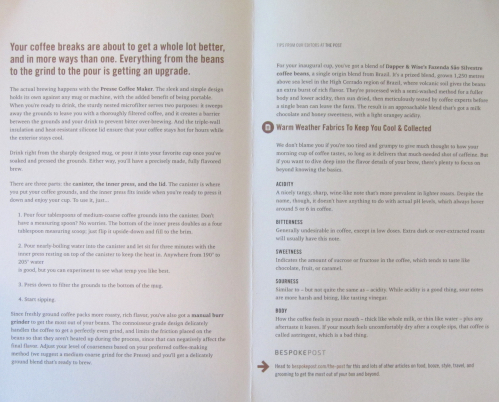 Your coffee breaks are about to get a whole lot better,
and in more ways than one. Everything from the beans
to the grind to the pour is getting an upgrade.
The actual brewing happens with the Presse Coffee Maker. The sleek and simple design
holds its own against any mug or machine, with the added benefit of being portable.
When you're ready to drink, the sturdy nested microfilter serves two purposes: it sweeps
away the grounds to leave you with a thoroughly filtered coffee, and it creates a barrier
between the grounds and your drink to prevent bitter over-brewing. And the triple-wall
insulation and heat-resistant silicone lid ensure that your coffee stays hot for hours while
the exterior stays cool.
Drink right from the sharply designed mug, or pour it into your favorite cup once you've
soaked and pressed the grounds. Either way, you'll have a precisely made, fully flavored
brew.
There are three parts: the canister, the inner press, and the lid. The canister is where
you put your coffee grounds, and the inner press fits inside when you're ready to press it
down and enjoy your cup. To use it, just...
1. Pour four tablespoons of medium-coarse coffee grounds into the canister. Don't
have a measuring spoon? No worries. The bottom of the inner press doubles as a four
tablespoon measuring scoop; just flip it upside-down and fill to the brim.
2. Pour nearly-boiling water into the canister and let sit for three minutes with the
inner press resting on top of the canister to keep the heat in. Anywhere from 190° to
205° water
is good, but you can experiment to see what temp you like best.
3. Press down to filter the grounds to the bottom of the mug.
4. Start sipping.
Since freshly ground coffee packs more toasty, rich flavor, you've also got a manual burr
grinder to get the most out of your beans. The commuter-grade design delicately
handles the coffee to get a perfectly even grind, and limits the friction placed on the
beans so that they aren't heated up during the process, since that can negatively affect the
final flavor. Adjust your level of coarseness based on your preferred coffee-making
method (we suggest a medium-coarse grind for the Presse) and you'll get a delicately
ground blend that's ready to brew.
TIPS FROM OUR EDITORS AT THE POST
For your inaugural cup, you've got a blend of Dapper & Wise's Fazenda São Silvestre
coffee beans, a single origin blend from Brazil. It's a prized blend, grown 1,250 metres
above sea level in the High Cerrado region of Brazil, where volcanic soil gives the beans
an extra burst of rich flavor. They're processed with a semi-washed method for a fuller
body and lower acidity, then sun dried, then meticulously tested by coffee experts before
a single bean can leave the farm. The result is an approachable blend that's got a milk
chocolate and honey sweetness, with a light orangey acidity.
Warm Weather Fabrics To Keep You Cool & Collected
We don't blame you if you're too tired and grumpy to give much thought to how your
morning cup of coffee tastes, so long as it delivers that much-needed shot of caffeine. But
if you want to dive deep into the flavor details of your brew, there's plenty to focus on
beyond knowing the basics.
ACIDITY
A nicely tangy, sharp, wine-like note that's more prevalent in lighter roasts. Despite the
name, though, it doesn't have anything to do with actual pH levels, which always hover
around 5 or 6 in coffee.
BITTERNESS
Generally undesirable in coffee, except in low doses. Extra dark or over-extracted roasts
will usually have this note.
SWEETNESS
Indicates the amount of sucrose or fructose in the coffee, which tends to taste like
chocolate, fruit, or caramel.
SOURNESS
Similar to – but not quite the same as – acidity. While acidity is a good thing, sour notes
are more harsh and biting, like tasting vinegar.
BODY
How the coffee feels in your mouth – thick like whole milk, or thin like water – plus any
aftertaste it leaves. If your mouth feels uncomfortably dry after a couple sips, that coffee is
called astringent, which is a bad thing.
BESPOKEPOST
Head to bespokepost.com/the-post for this and lots of other articles on food, booze, style, travel, and
grooming to get the most out of your box and beyond.